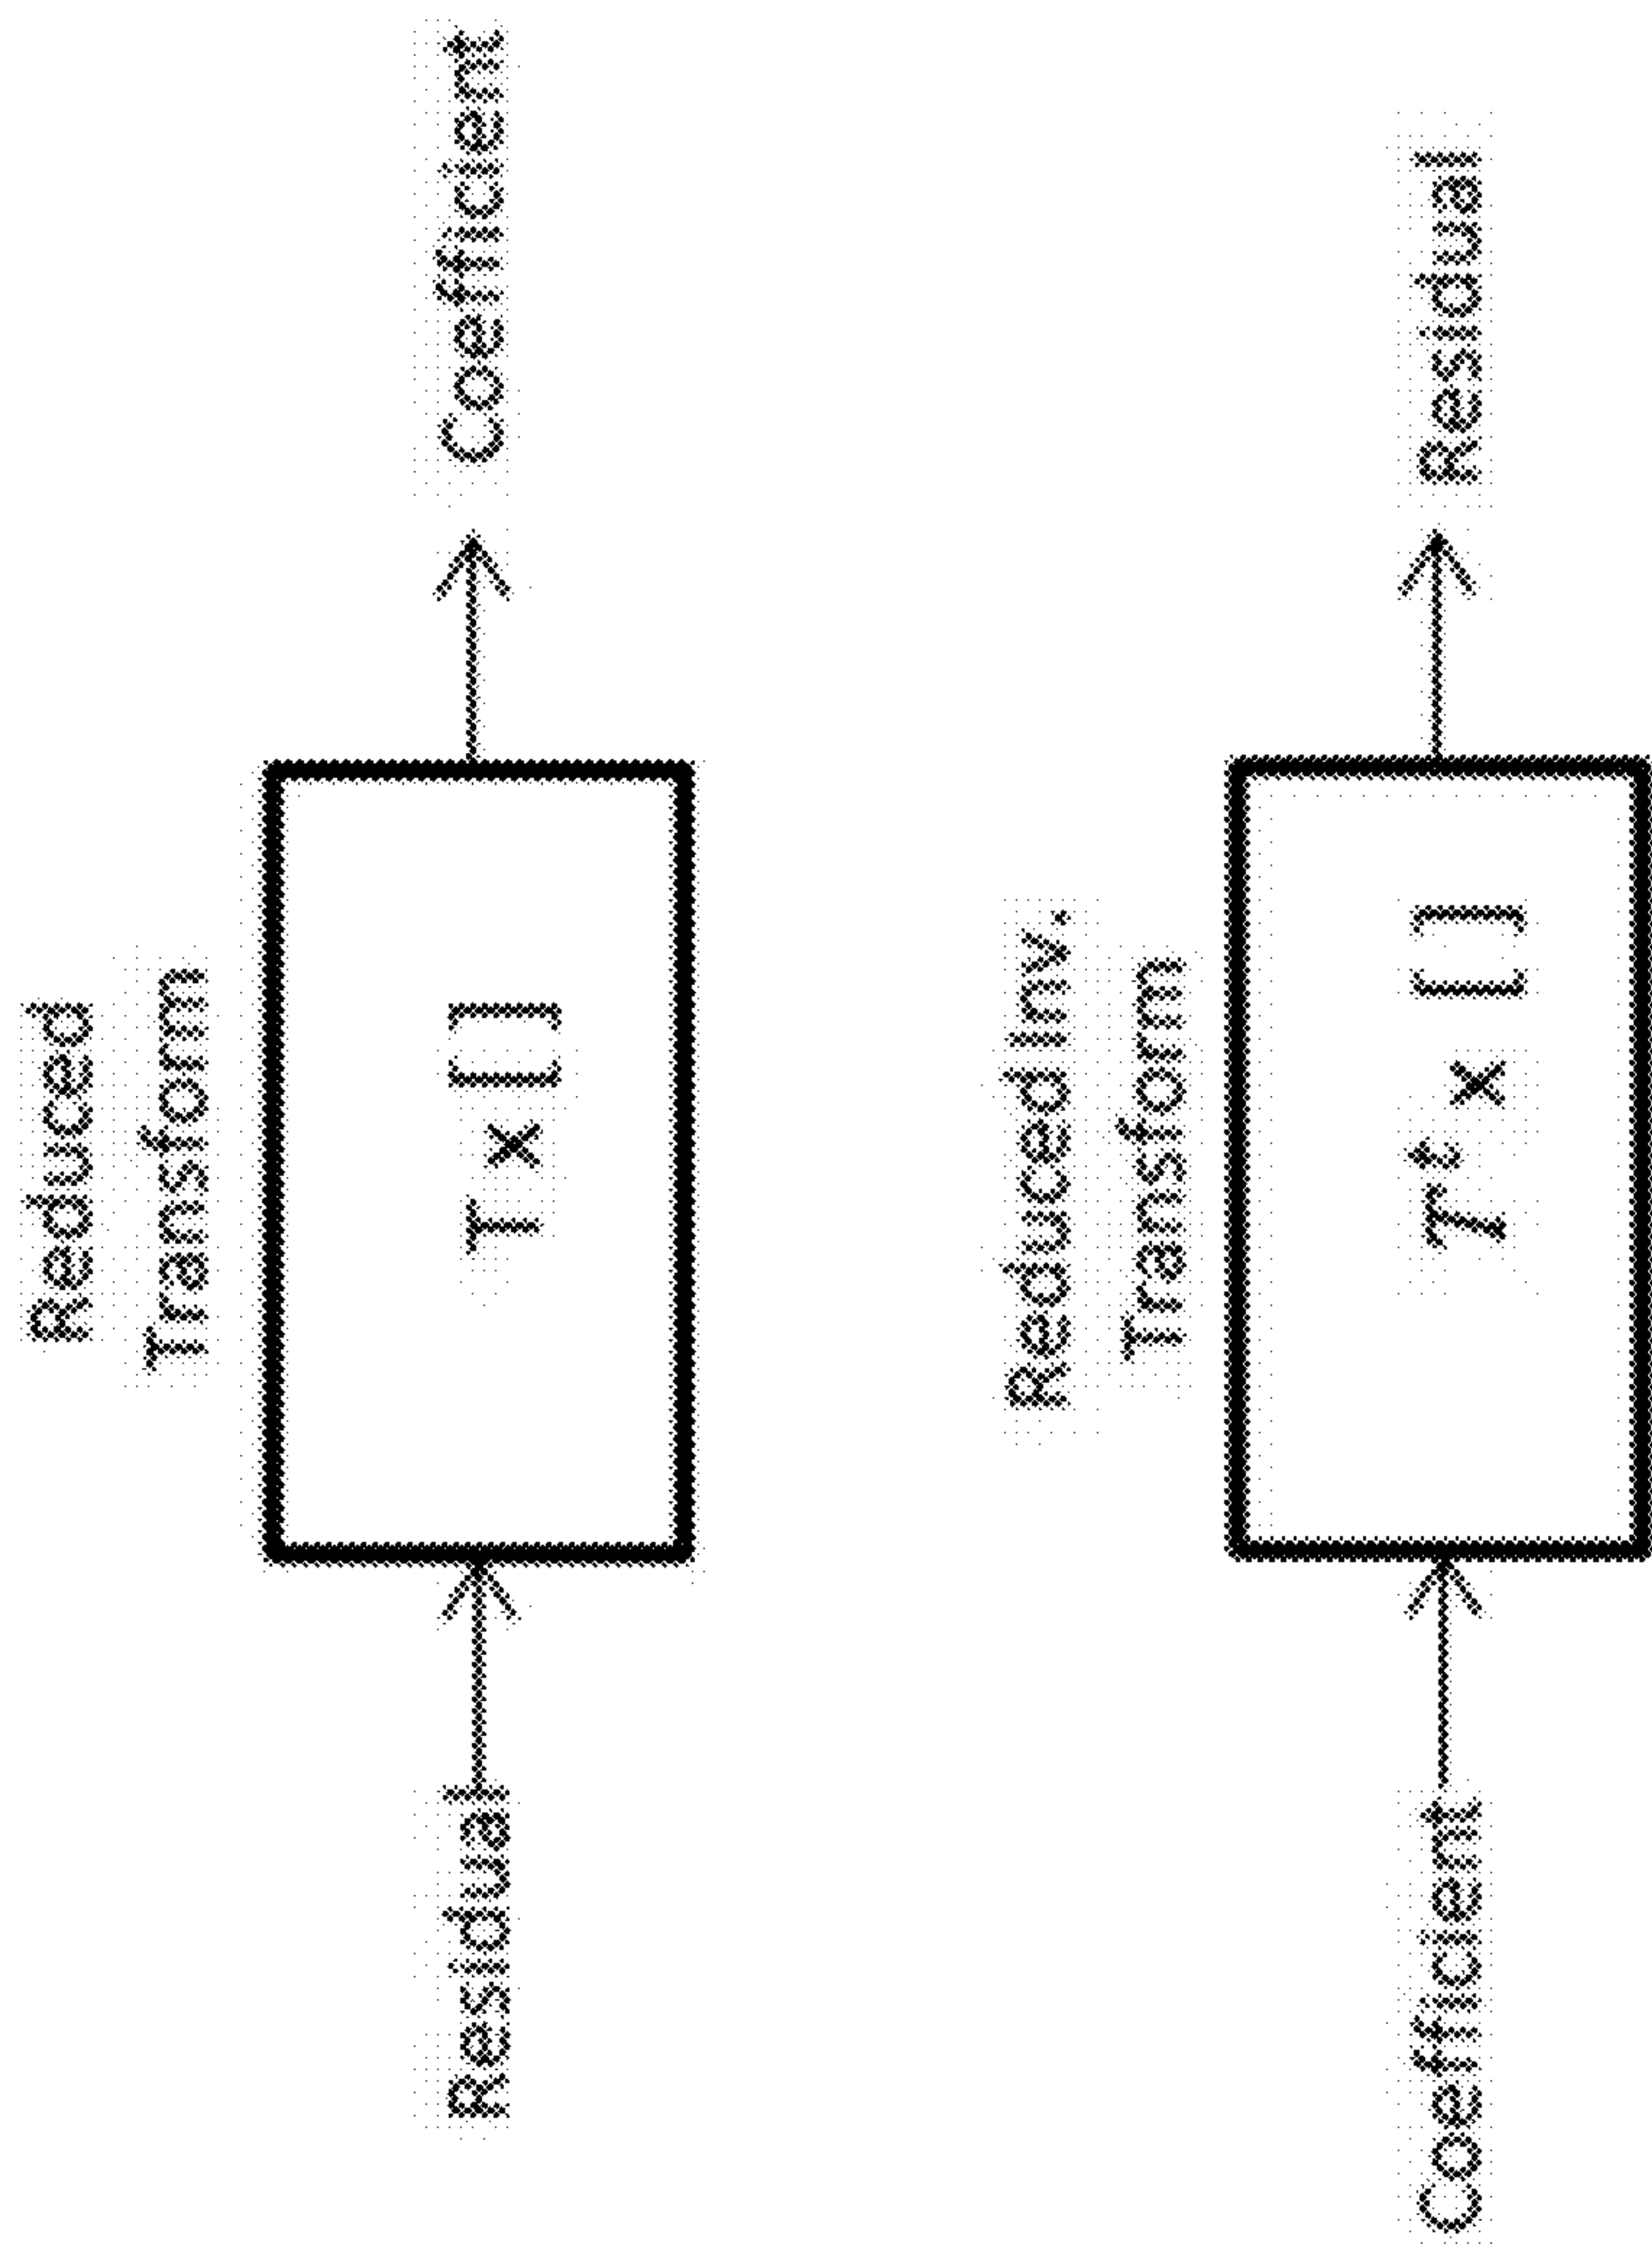 Reduced
Transform
Residual
T x []
Coefficient
Reduced Inv.
Transform
Coefficient
Tᵗ x []
Residual